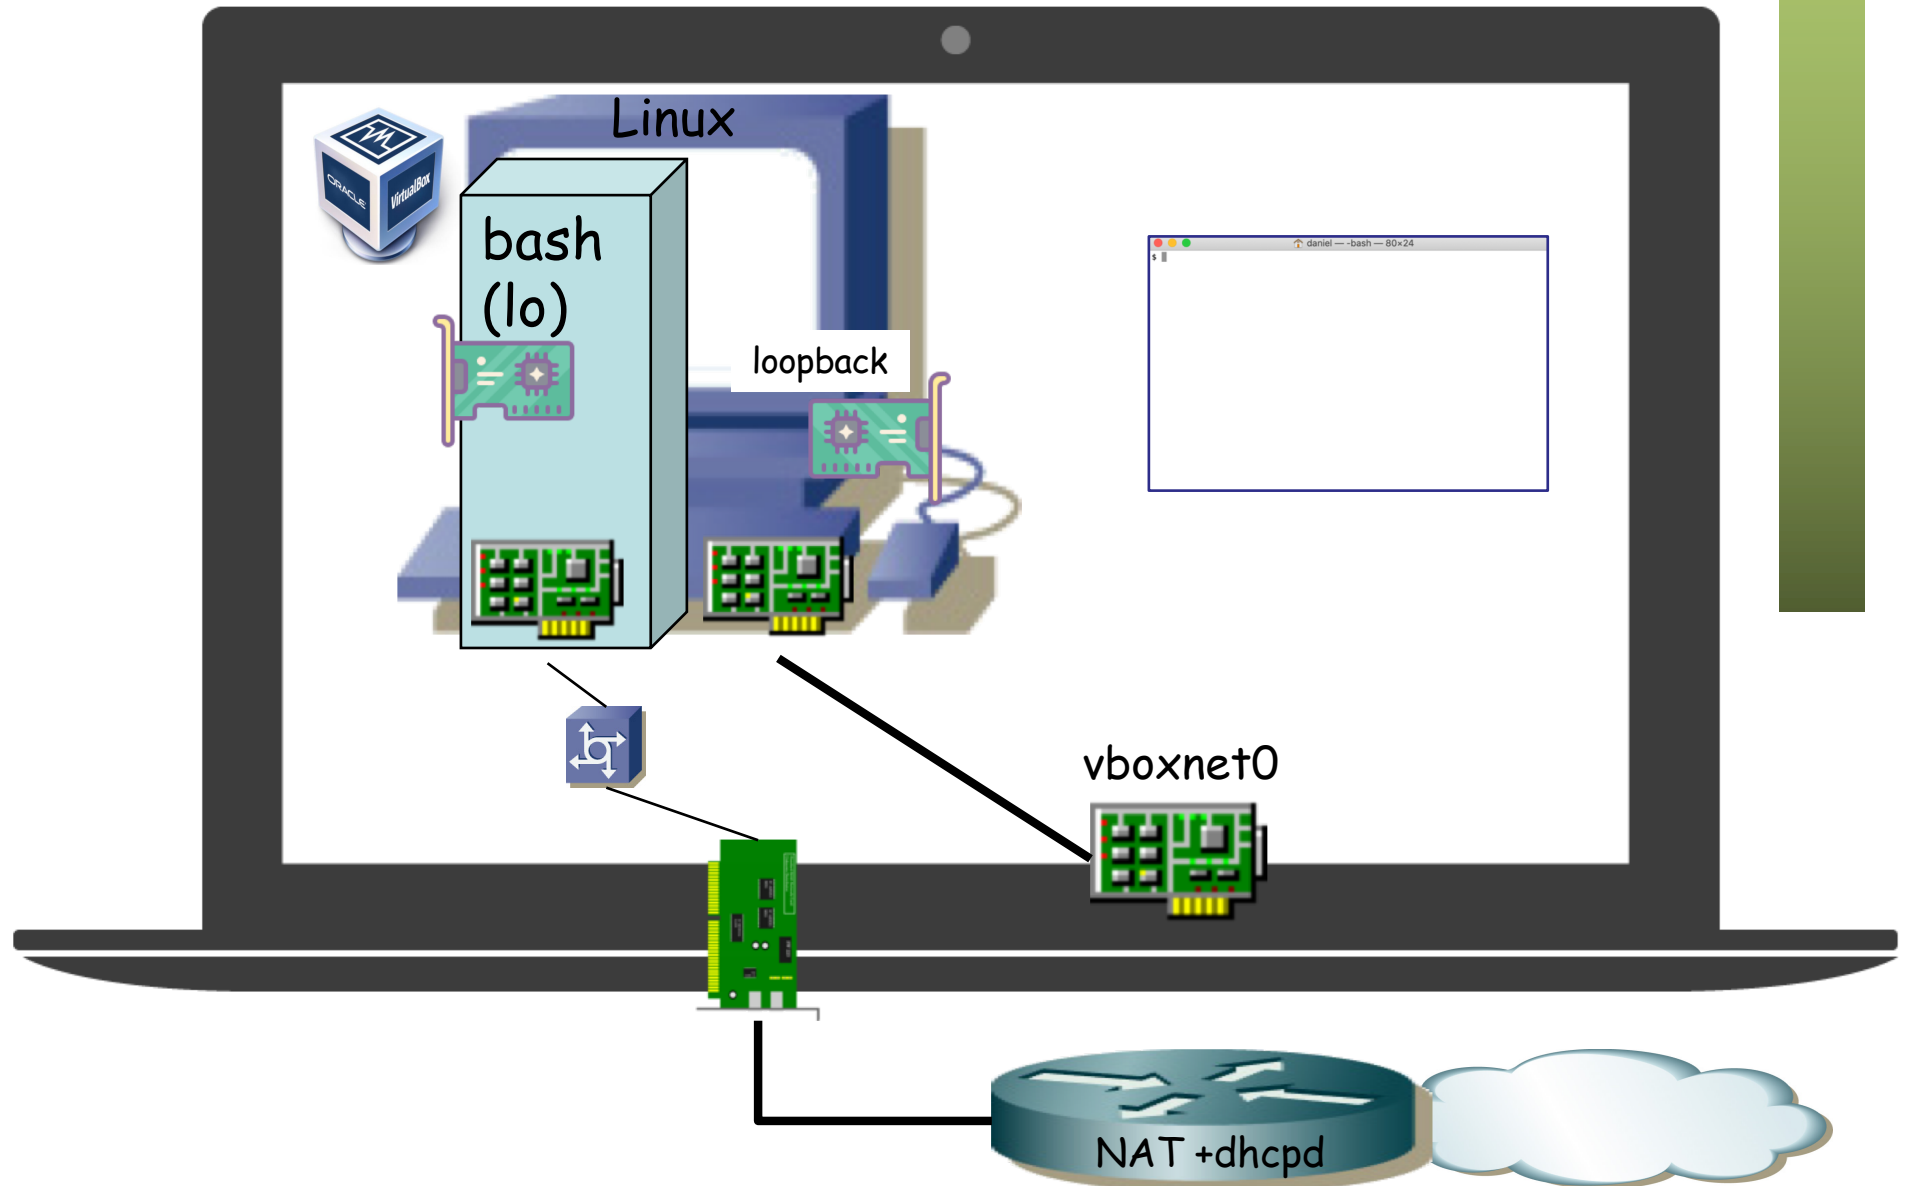 Linux
ORACLE
VirtualBox
bash
(lo)
loopback
daniel — -bash — 80×24
$
vboxnet0
NAT +dhcpd